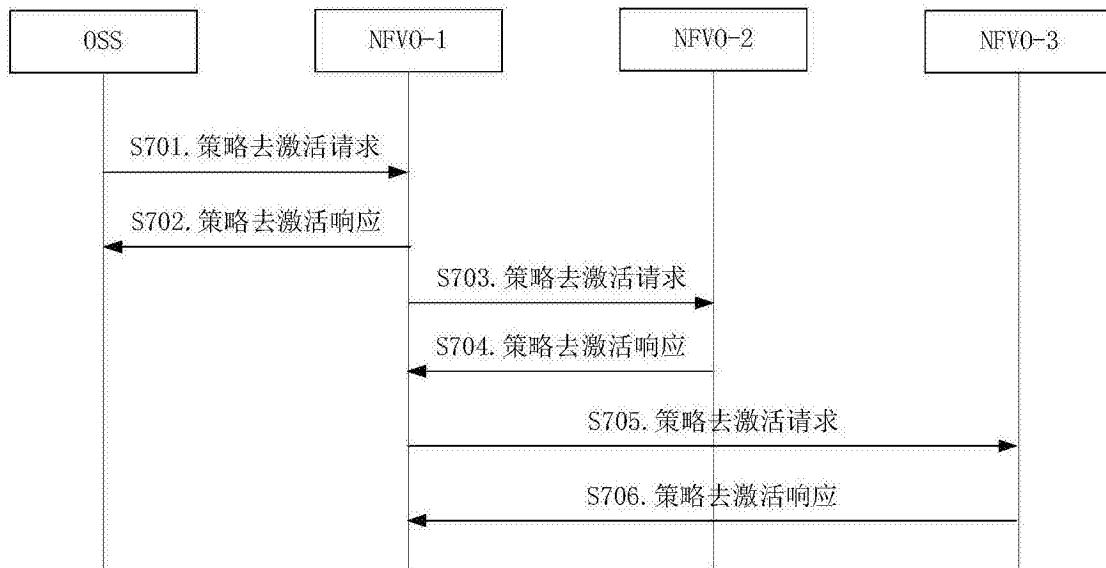 OSS
NFVO-1
NFVO-2
NFVO-3
S701.策略去激活请求
S702.策略去激活响应
S703.策略去激活请求
S704.策略去激活响应
S705.策略去激活请求
S706.策略去激活响应